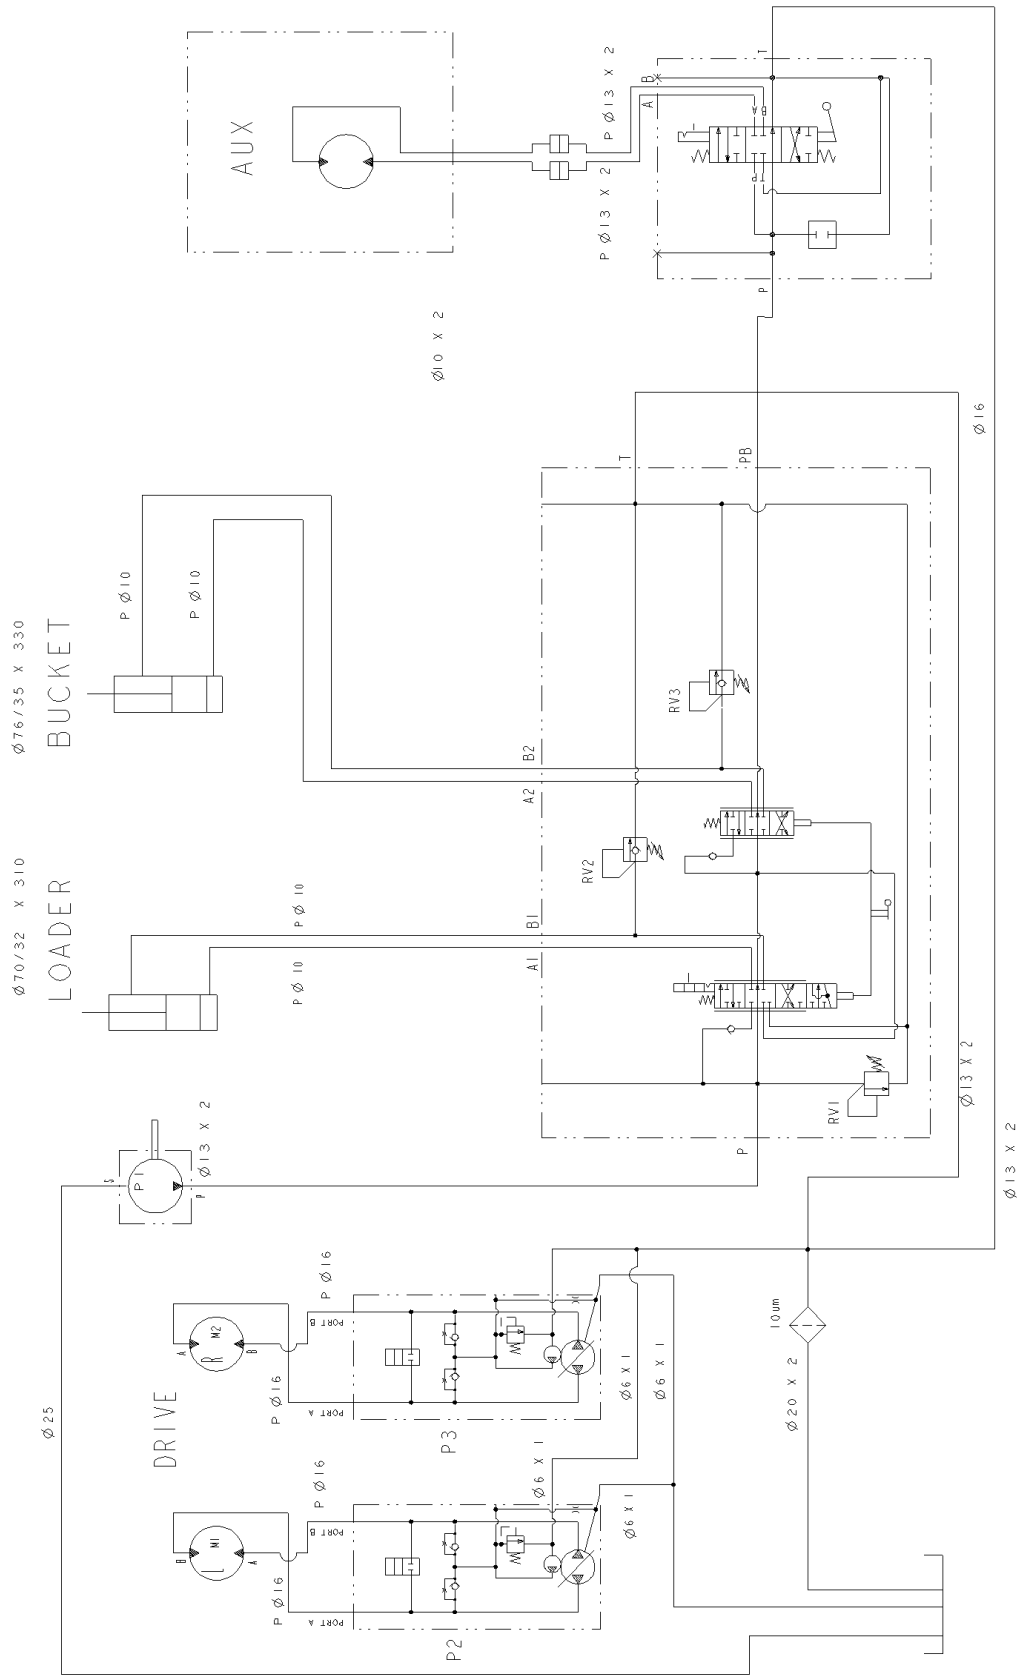 AUX
P Ø13 X 2
P Ø13 X 2
B
A
T
A
B
P
T
P
Ø10 X 2
Ø16
T
PB
Ø76/35 X 330
BUCKET
P Ø10
P Ø10
RV3
B2
A2
RV2
Ø70/32 X 310
LOADER
P Ø 10
P Ø 10
B1
A1
RV1
P
Ø13 X 2
Ø13 X 2
Ø13 X 2
S
P1
P
Ø25
DRIVE
A
R
M2
B
P Ø16
P Ø16
PORT B
PORT A
P3
Ø6 X 1
Ø6 X 1
10um
Ø20 X 2
B
L
M1
A
P Ø16
P Ø16
PORT B
PORT A
P2
Ø6 X 1
Ø6 X 1